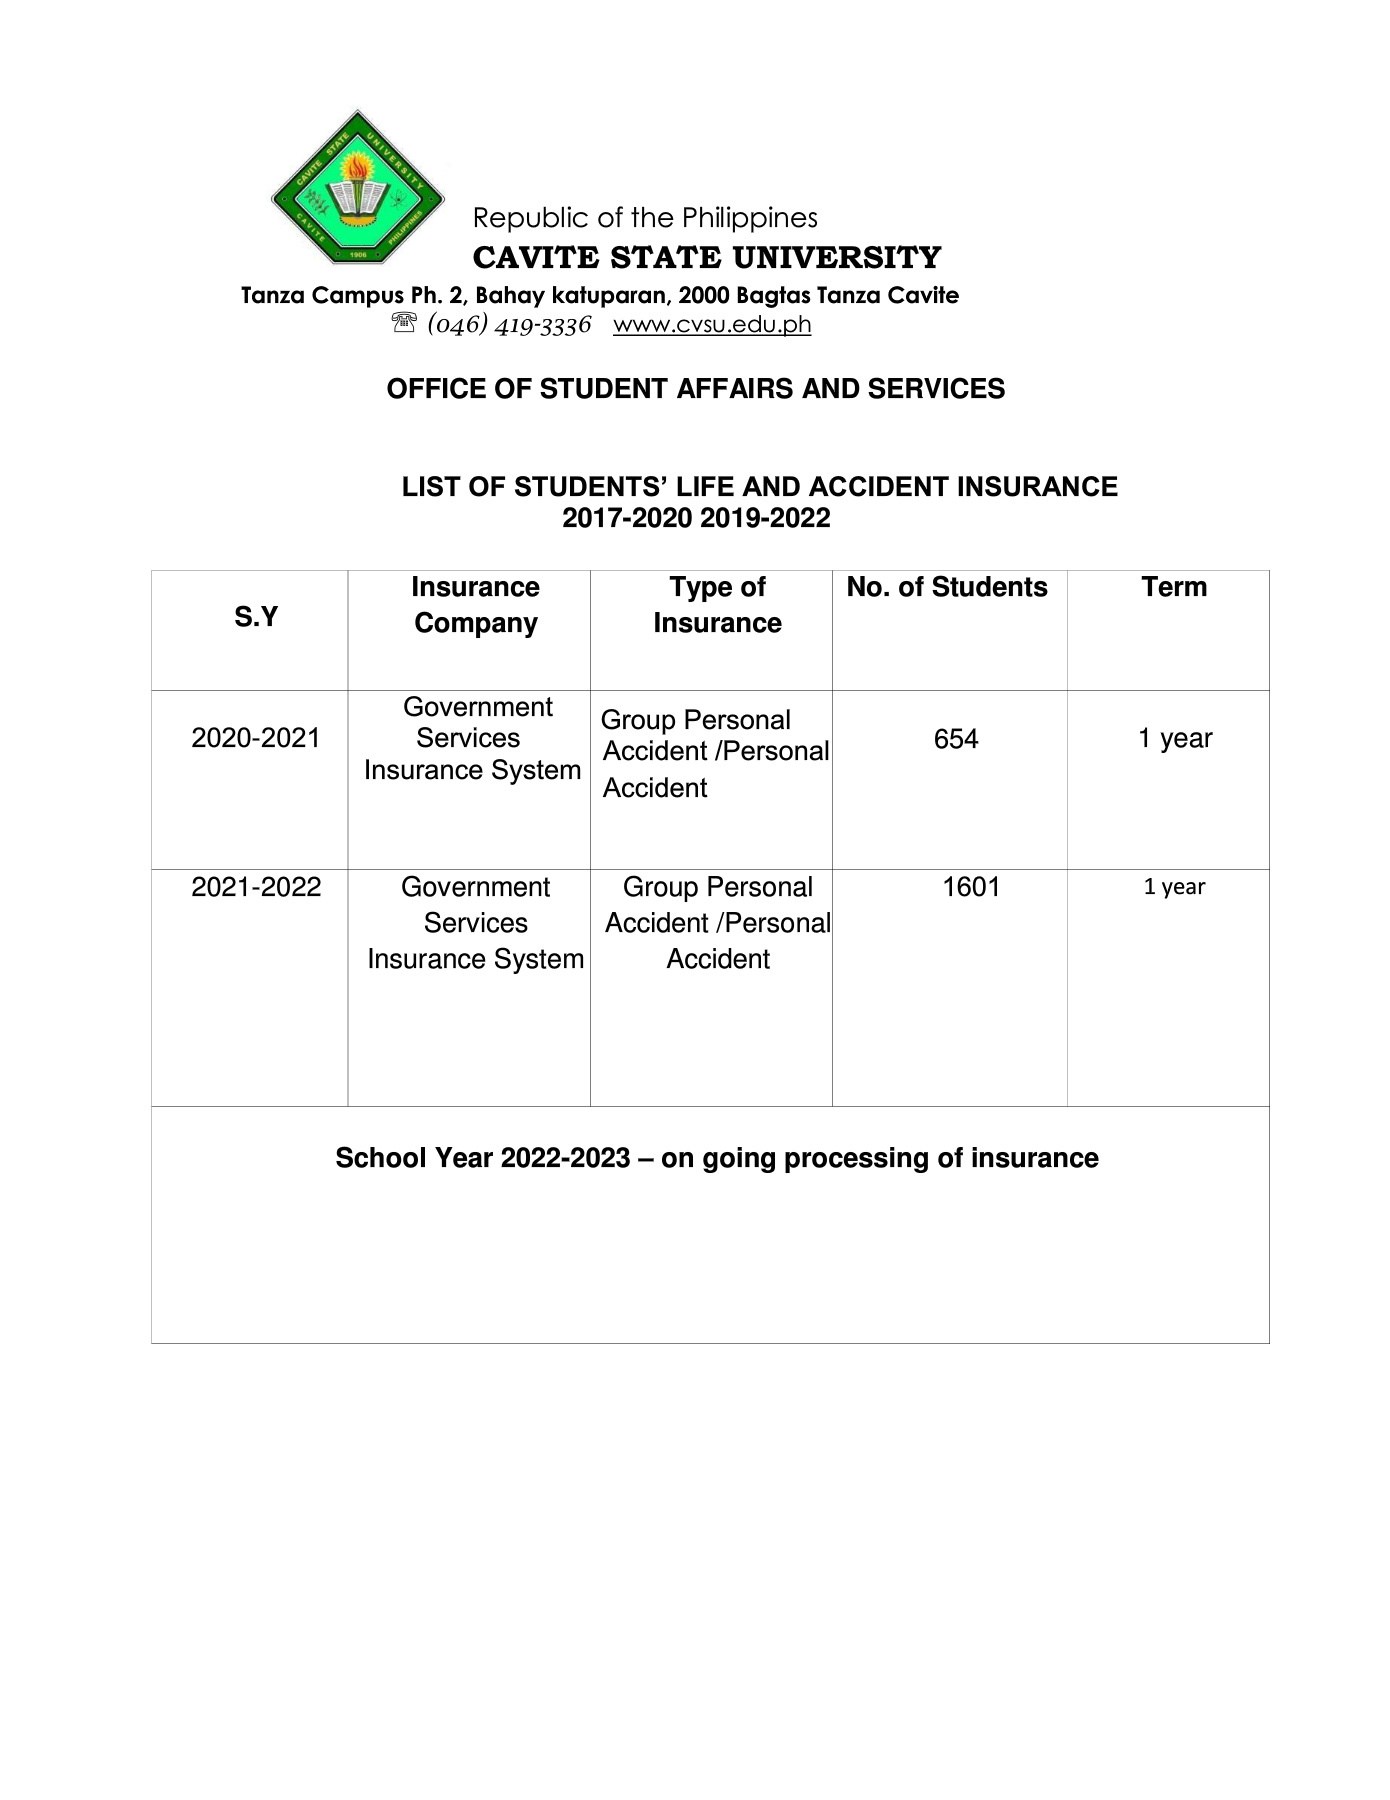 CAVITE STATE UNIVERSITY
CAVITE PHILIPPINES
1906
Republic of the Philippines
CAVITE STATE UNIVERSITY
Tanza Campus Ph. 2, Bahay katuparan, 2000 Bagtas Tanza Cavite
(046) 419-3336 www.cvsu.edu.ph
OFFICE OF STUDENT AFFAIRS AND SERVICES
LIST OF STUDENTS’ LIFE AND ACCIDENT INSURANCE
2017-2020 2019-2022
S.Y
Insurance
Company
Type of
Insurance
No. of Students
Term
2020-2021
Government
Services
Insurance System
Group Personal
Accident /Personal
Accident
654
1 year
2021-2022
Government
Services
Insurance System
Group Personal
Accident /Personal
Accident
1601
1 year
School Year 2022-2023 – on going processing of insurance